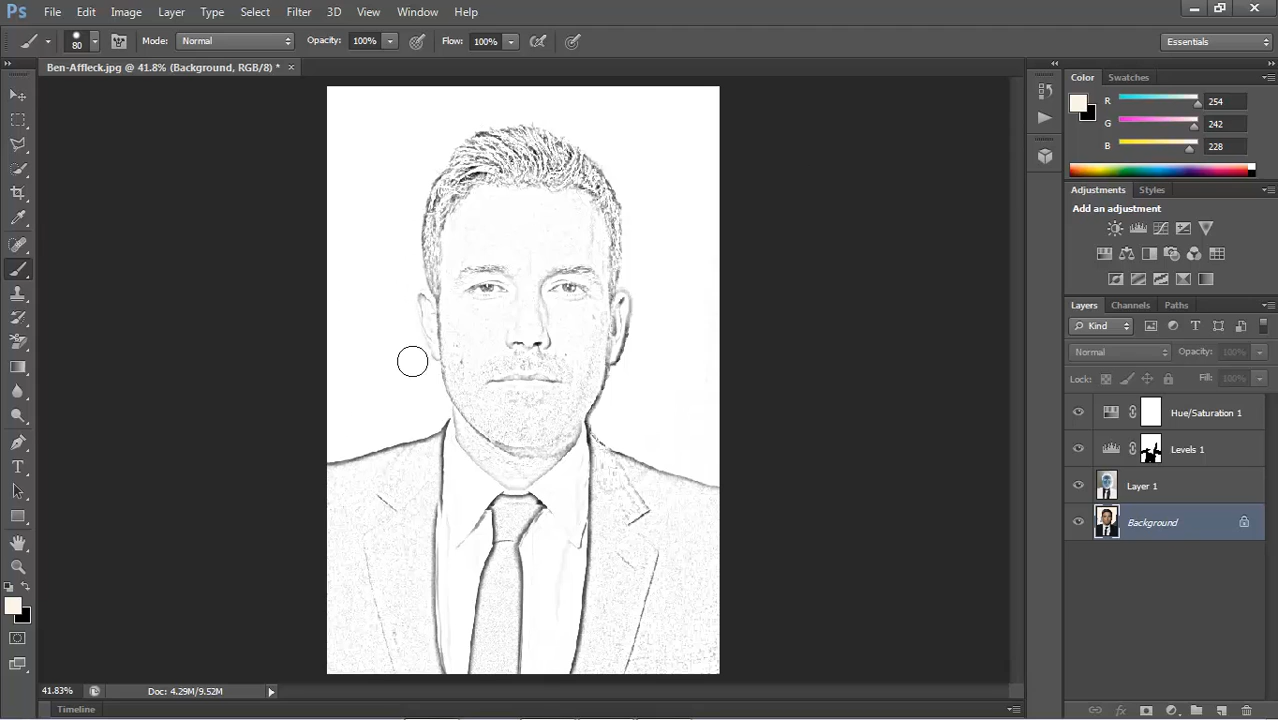 Ps File Edit Image Layer Type Select Filter 3D View Window Help
80 Mode: Normal Opacity: 100% Flow: 100% Essentials
Ben-Affleck.jpg @ 41.8% (Background, RGB/8) *
Color Swatches
R 254
G 242
B 228
Adjustments Styles
Add an adjustment
Layers Channels Paths
Kind
Normal Opacity: 100%
Lock: Fill: 100%
Hue/Saturation 1
Levels 1
Layer 1
Background
41.83% Doc: 4.29M/9.52M
Timeline